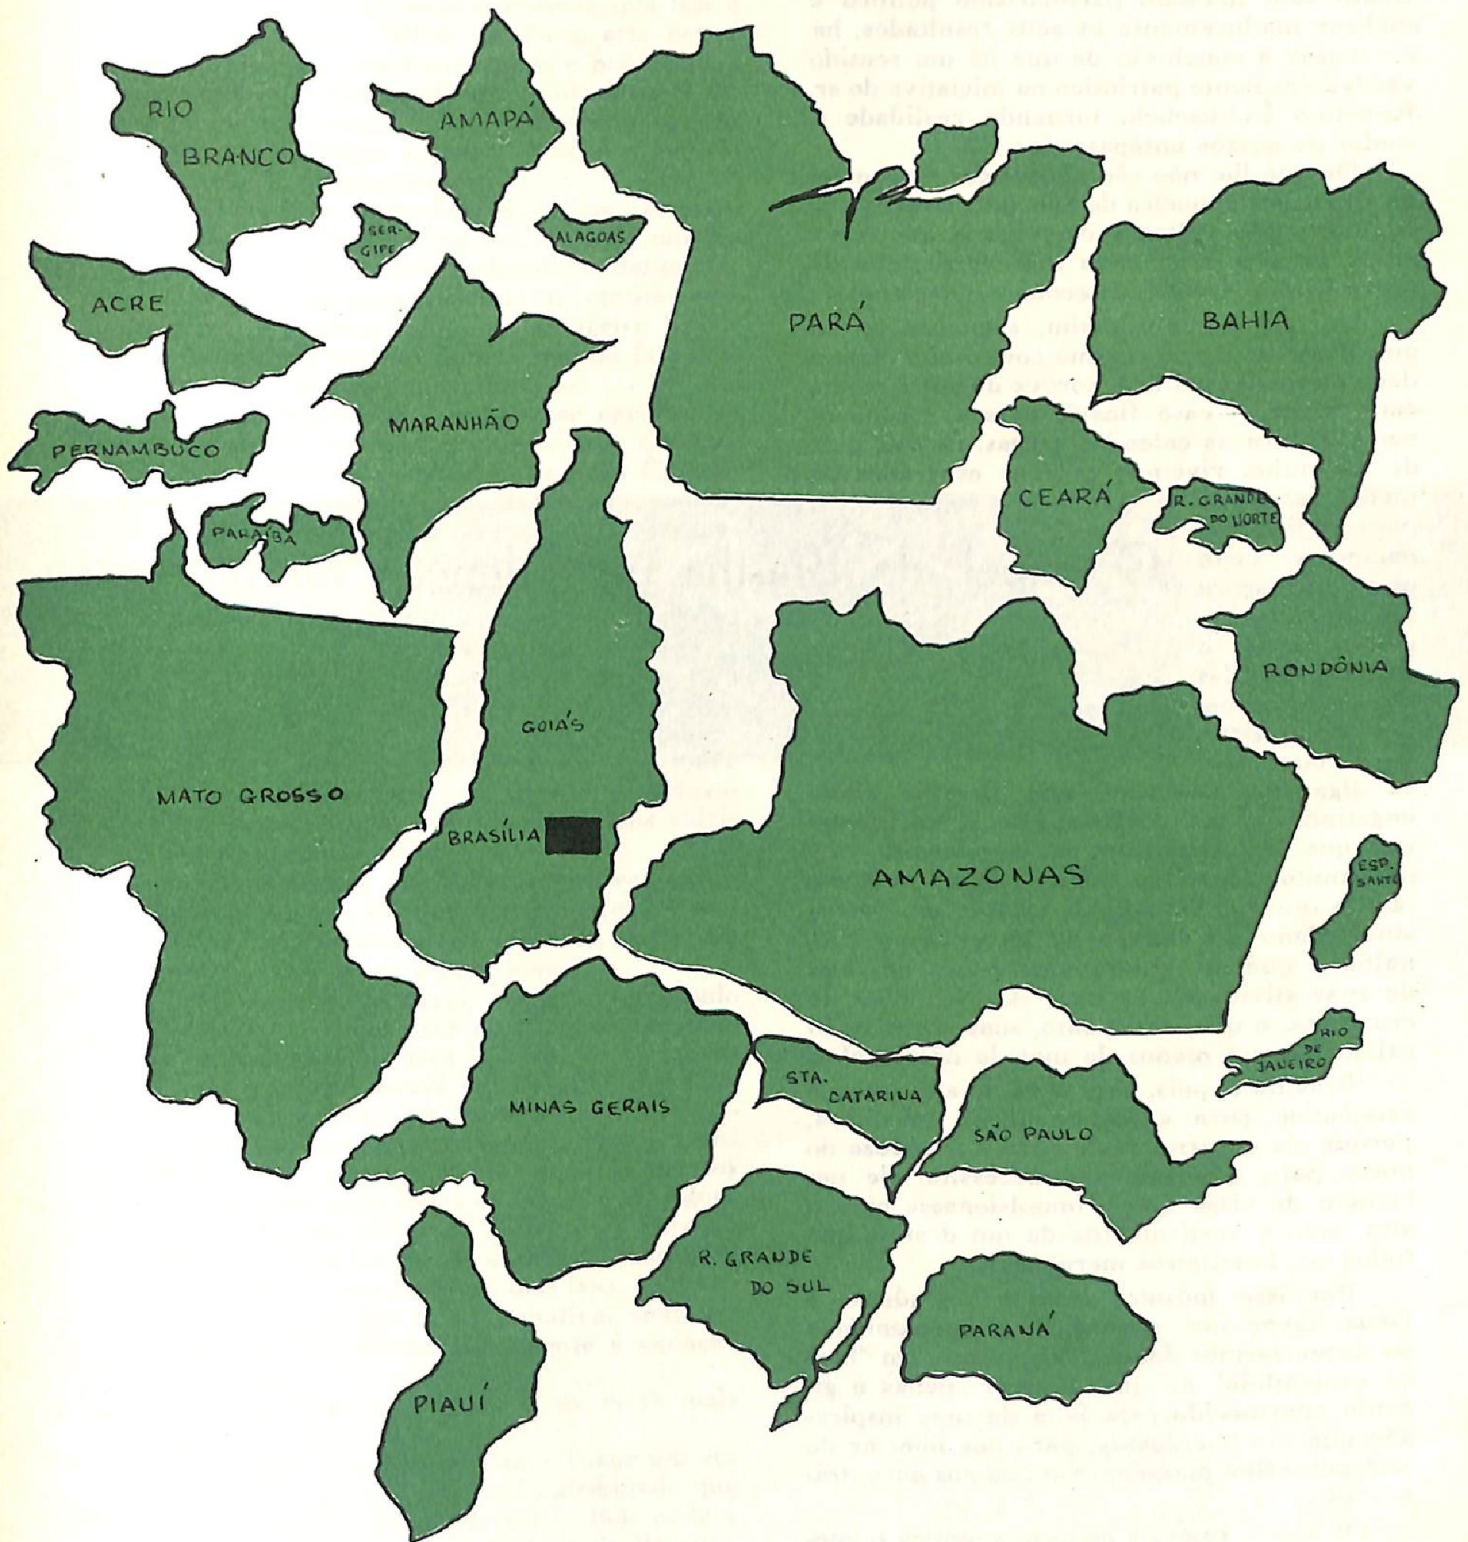 RIO
BRANCO
AMAPÁ
SER-
GIPE
ALAGOAS
ACRE
PARÁ
BAHIA
MARANHÃO
PERNAMBUCO
PARAÍBA
CEARÁ
R. GRANDE
DO NORTE
RONDÔNIA
GOIÁS
MATO GROSSO
BRASÍLIA
AMAZONAS
ESP.
SANTO
RIO
DE
JANEIRO
STA.
CATARINA
MINAS GERAIS
SÃO PAULO
R. GRANDE
DO SUL
PARANÁ
PIAUÍ